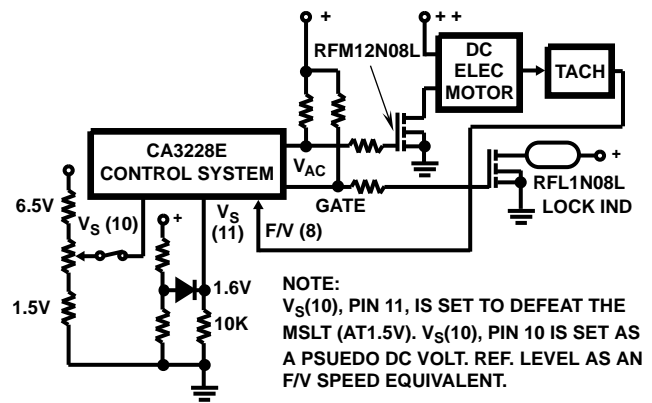 +
+ +
RFM12N08L
DC
ELEC
MOTOR
TACH
CA3228E
CONTROL SYSTEM
VAC
+
RFL1N08L
LOCK IND
GATE
6.5V
VS (10)
+
VS
(11)
F/V (8)
1.5V
1.6V
10K
NOTE:
VS(10), PIN 11, IS SET TO DEFEAT THE
MSLT (AT1.5V). VS(10), PIN 10 IS SET AS
A PSUEDO DC VOLT. REF. LEVEL AS AN
F/V SPEED EQUIVALENT.